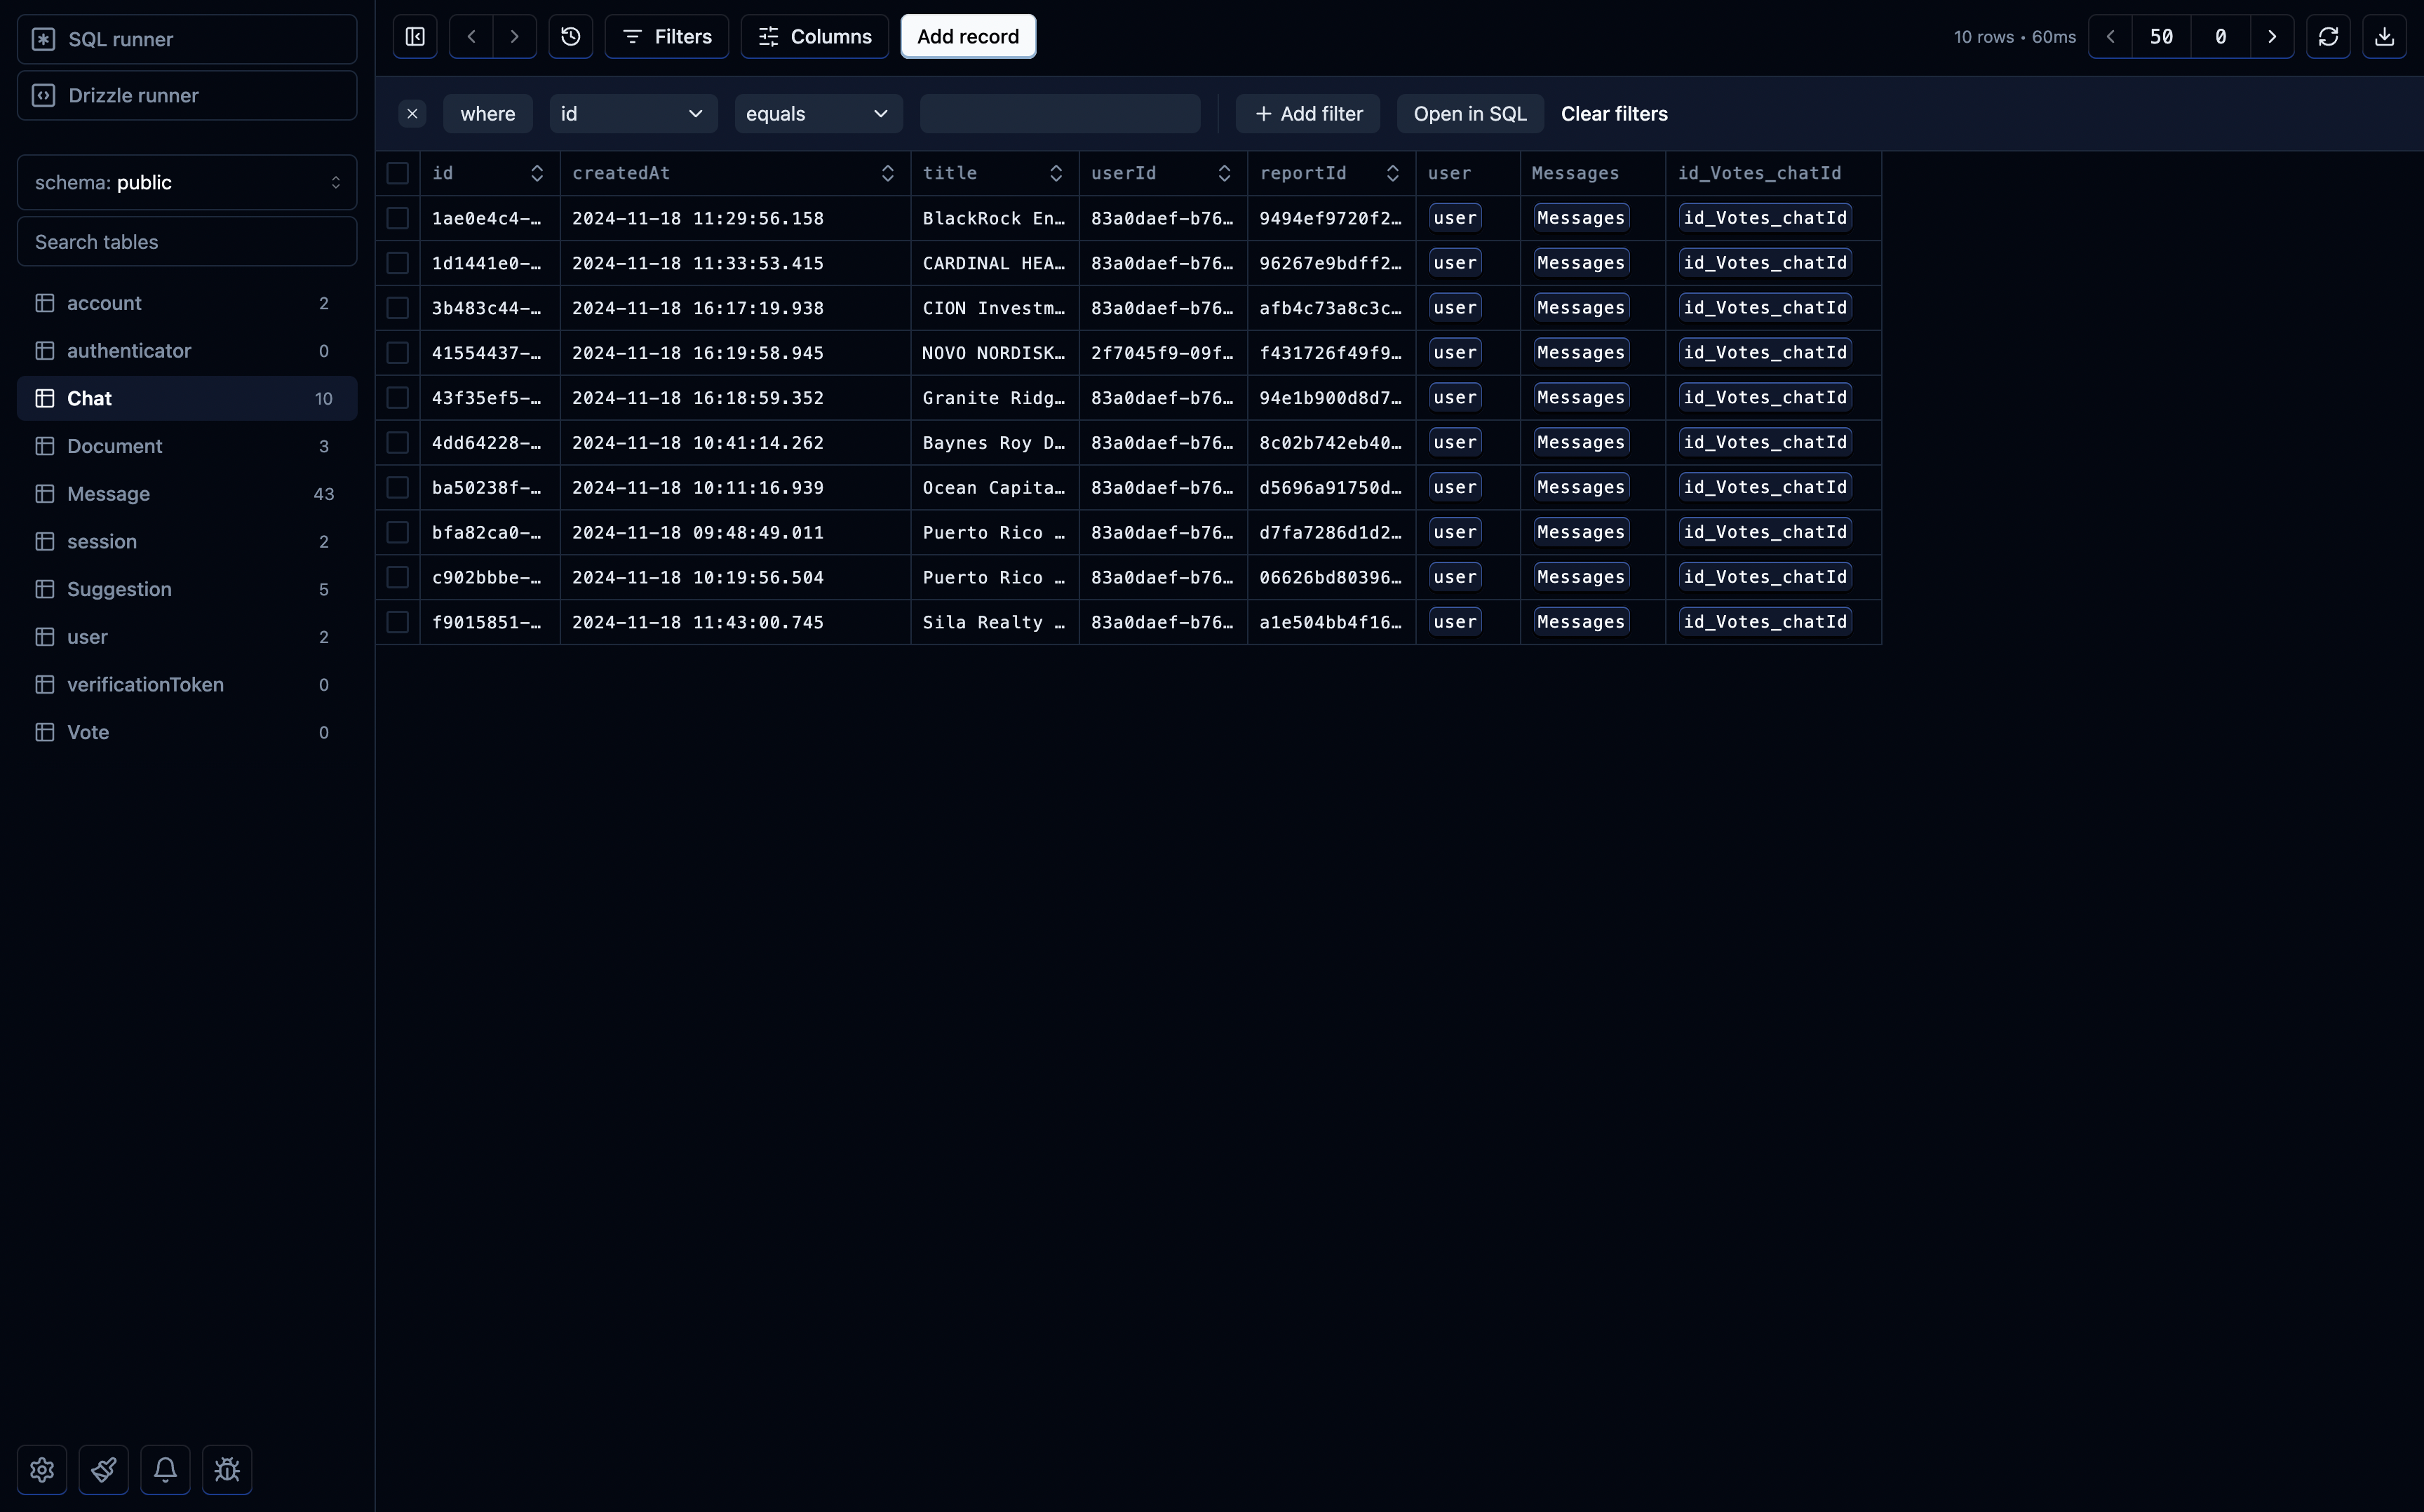 SQL runner
Drizzle runner
schema: public
Search tables
account 2
authenticator 0
Chat 10
Document 3
Message 43
session 2
Suggestion 5
user 2
verificationToken 0
Vote 0
Filters Columns Add record 10 rows • 60ms 50 0
where id equals + Add filter Open in SQL Clear filters
id createdAt title userId reportId user Messages id_Votes_chatId
1ae0e4c4-… 2024-11-18 11:29:56.158 BlackRock En… 83a0daef-b76… 9494ef9720f2… user Messages id_Votes_chatId
1d1441e0-… 2024-11-18 11:33:53.415 CARDINAL HEA… 83a0daef-b76… 96267e9bdff2… user Messages id_Votes_chatId
3b483c44-… 2024-11-18 16:17:19.938 CION Investm… 83a0daef-b76… afb4c73a8c3c… user Messages id_Votes_chatId
41554437-… 2024-11-18 16:19:58.945 NOVO NORDISK… 2f7045f9-09f… f431726f49f9… user Messages id_Votes_chatId
43f35ef5-… 2024-11-18 16:18:59.352 Granite Ridg… 83a0daef-b76… 94e1b900d8d7… user Messages id_Votes_chatId
4dd64228-… 2024-11-18 10:41:14.262 Baynes Roy D… 83a0daef-b76… 8c02b742eb40… user Messages id_Votes_chatId
ba50238f-… 2024-11-18 10:11:16.939 Ocean Capita… 83a0daef-b76… d5696a91750d… user Messages id_Votes_chatId
bfa82ca0-… 2024-11-18 09:48:49.011 Puerto Rico … 83a0daef-b76… d7fa7286d1d2… user Messages id_Votes_chatId
c902bbbe-… 2024-11-18 10:19:56.504 Puerto Rico … 83a0daef-b76… 06626bd80396… user Messages id_Votes_chatId
f9015851-… 2024-11-18 11:43:00.745 Sila Realty … 83a0daef-b76… a1e504bb4f16… user Messages id_Votes_chatId